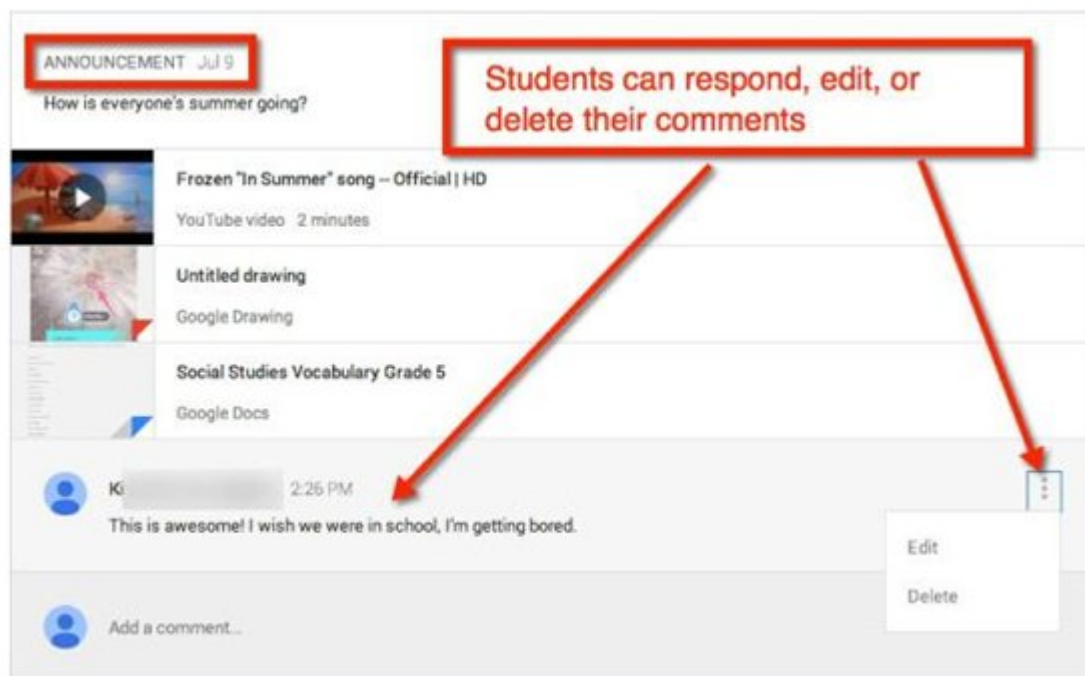 ANNOUNCEMENT Jul 9
How is everyone's summer going?
Students can respond, edit, or
delete their comments
Frozen "In Summer" song -- Official | HD
YouTube video 2 minutes
Untitled drawing
Google Drawing
Social Studies Vocabulary Grade 5
Google Docs
Ki 2:26 PM
This is awesome! I wish we were in school, I'm getting bored.
Edit
Delete
Add a comment...